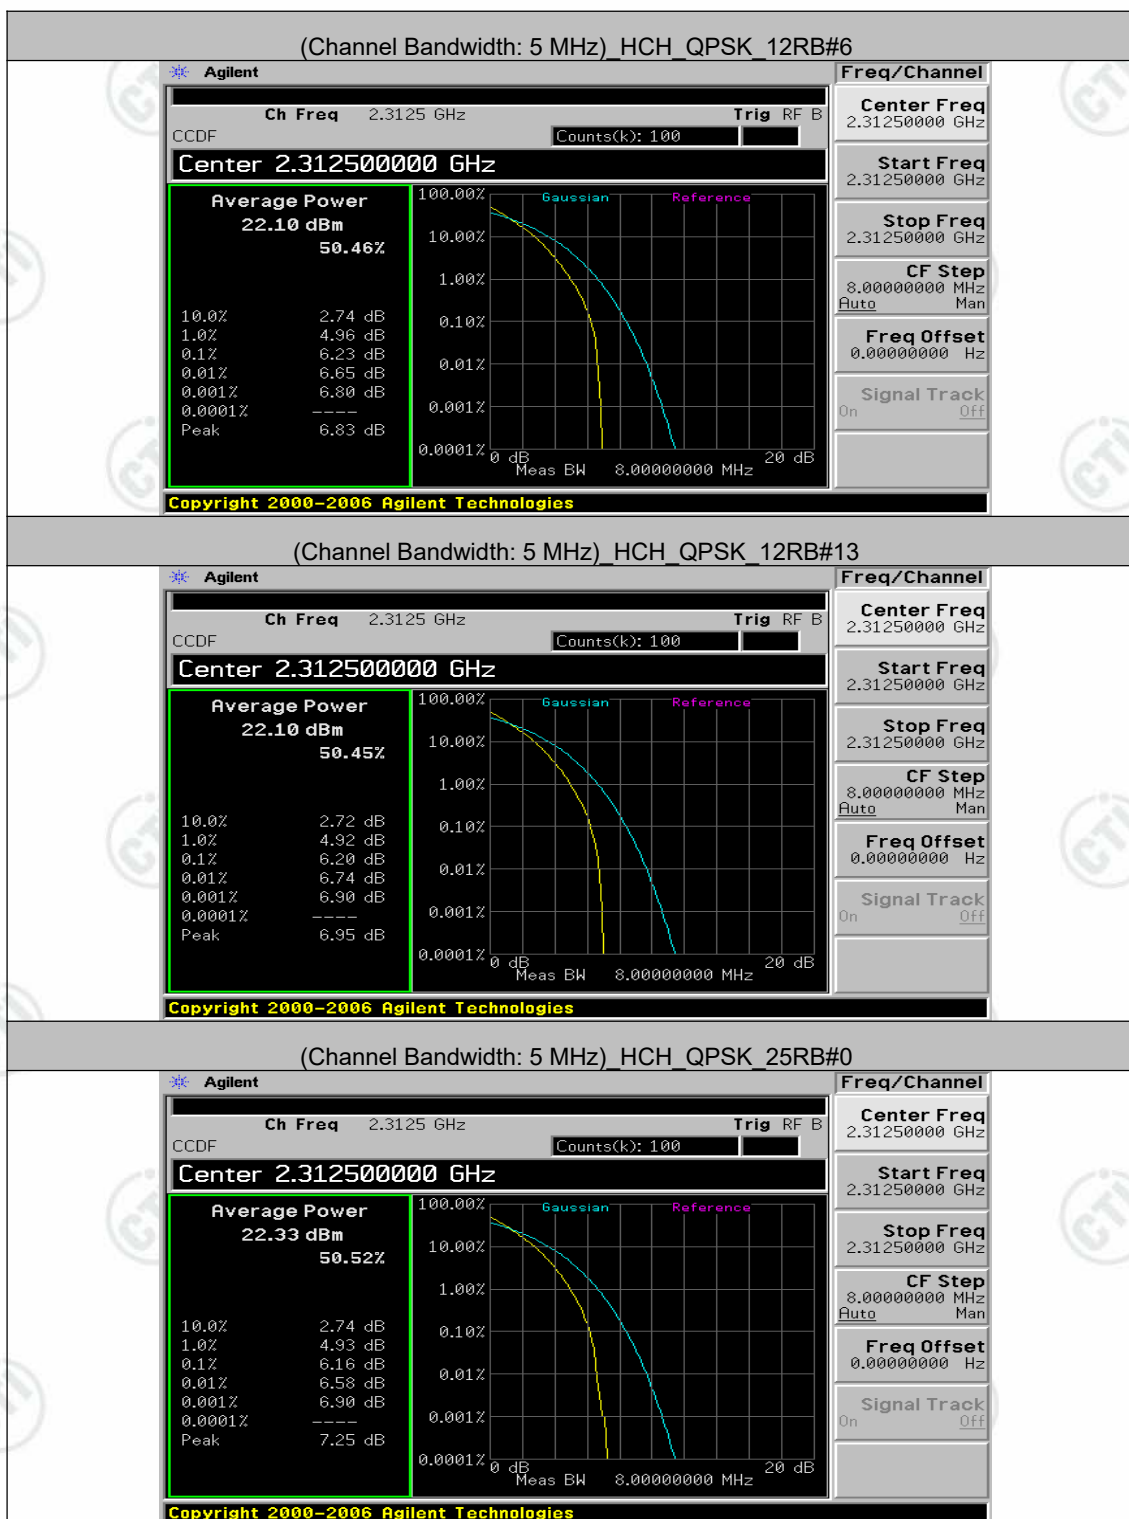 (Channel Bandwidth: 5 MHz)_HCH_QPSK_12RB#6
Agilent
Freq/Channel
Ch Freq 2.3125 GHz Trig RF B
CCDF Counts(k): 100
Center 2.312500000 GHz
Average Power
22.10 dBm
50.46%
10.0% 2.74 dB
1.0% 4.96 dB
0.1% 6.23 dB
0.01% 6.65 dB
0.001% 6.80 dB
0.0001% ----
Peak 6.83 dB
Gaussian Reference
100.00%
10.00%
1.00%
0.10%
0.01%
0.001%
0.0001%
0 dB 20 dB
Meas BW 8.00000000 MHz
Center Freq
2.31250000 GHz
Start Freq
2.31250000 GHz
Stop Freq
2.31250000 GHz
CF Step
8.00000000 MHz
Auto Man
Freq Offset
0.00000000 Hz
Signal Track
On Off
Copyright 2000-2006 Agilent Technologies
(Channel Bandwidth: 5 MHz)_HCH_QPSK_12RB#13
Agilent
Freq/Channel
Ch Freq 2.3125 GHz Trig RF B
CCDF Counts(k): 100
Center 2.312500000 GHz
Average Power
22.10 dBm
50.45%
10.0% 2.72 dB
1.0% 4.92 dB
0.1% 6.20 dB
0.01% 6.74 dB
0.001% 6.90 dB
0.0001% ----
Peak 6.95 dB
Gaussian Reference
100.00%
10.00%
1.00%
0.10%
0.01%
0.001%
0.0001%
0 dB 20 dB
Meas BW 8.00000000 MHz
Center Freq
2.31250000 GHz
Start Freq
2.31250000 GHz
Stop Freq
2.31250000 GHz
CF Step
8.00000000 MHz
Auto Man
Freq Offset
0.00000000 Hz
Signal Track
On Off
Copyright 2000-2006 Agilent Technologies
(Channel Bandwidth: 5 MHz)_HCH_QPSK_25RB#0
Agilent
Freq/Channel
Ch Freq 2.3125 GHz Trig RF B
CCDF Counts(k): 100
Center 2.312500000 GHz
Average Power
22.33 dBm
50.52%
10.0% 2.74 dB
1.0% 4.93 dB
0.1% 6.16 dB
0.01% 6.58 dB
0.001% 6.90 dB
0.0001% ----
Peak 7.25 dB
Gaussian Reference
100.00%
10.00%
1.00%
0.10%
0.01%
0.001%
0.0001%
0 dB 20 dB
Meas BW 8.00000000 MHz
Center Freq
2.31250000 GHz
Start Freq
2.31250000 GHz
Stop Freq
2.31250000 GHz
CF Step
8.00000000 MHz
Auto Man
Freq Offset
0.00000000 Hz
Signal Track
On Off
Copyright 2000-2006 Agilent Technologies